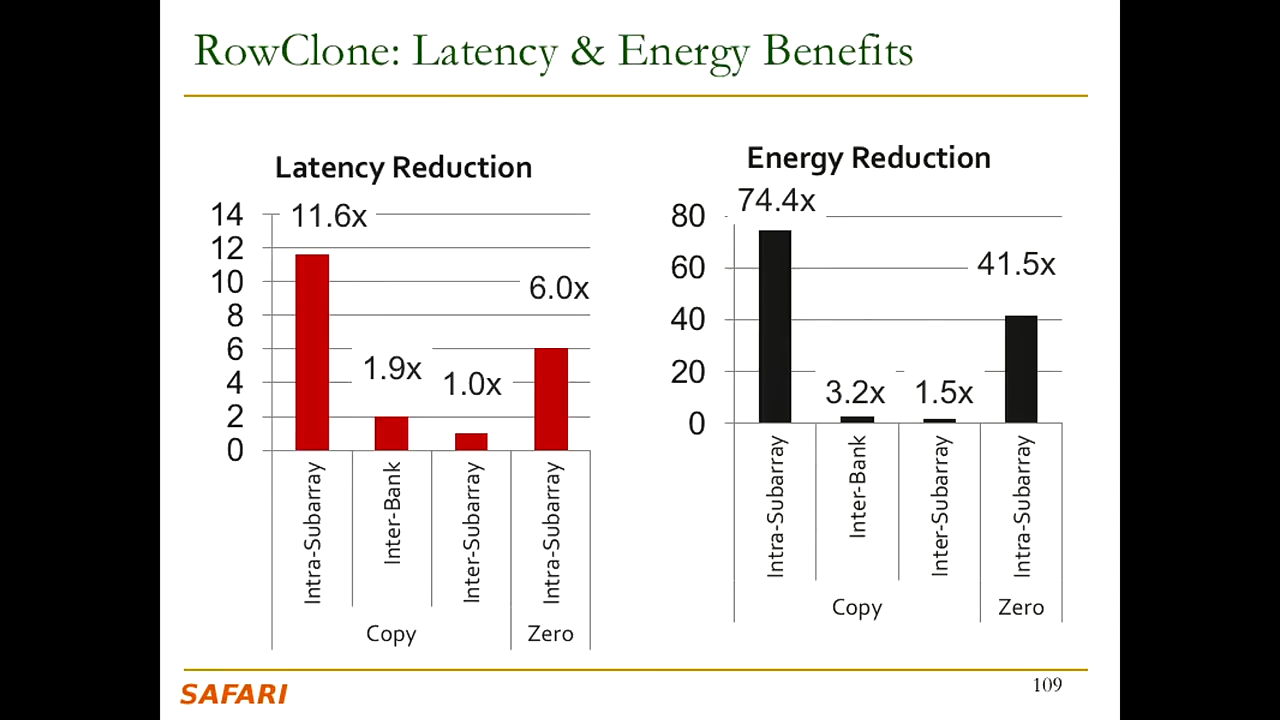 RowClone: Latency & Energy Benefits
Latency Reduction
14
12
10
8
6
4
2
0
11.6x
1.9x
1.0x
6.0x
Intra-Subarray
Inter-Bank
Inter-Subarray
Intra-Subarray
Copy
Zero
Energy Reduction
80
60
40
20
0
74.4x
3.2x
1.5x
41.5x
Intra-Subarray
Inter-Bank
Inter-Subarray
Intra-Subarray
Copy
Zero
SAFARI
109